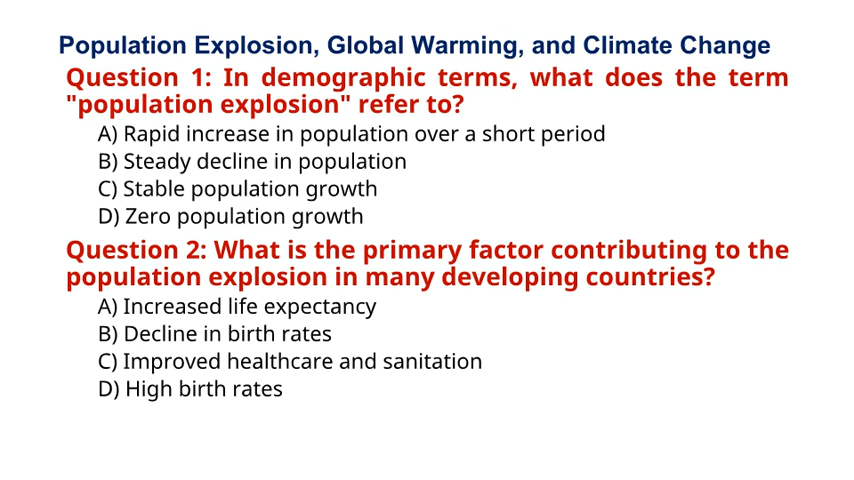 Population Explosion, Global Warming, and Climate Change
Question 1: In demographic terms, what does the term
"population explosion" refer to?
A) Rapid increase in population over a short period
B) Steady decline in population
C) Stable population growth
D) Zero population growth
Question 2: What is the primary factor contributing to the
population explosion in many developing countries?
A) Increased life expectancy
B) Decline in birth rates
C) Improved healthcare and sanitation
D) High birth rates